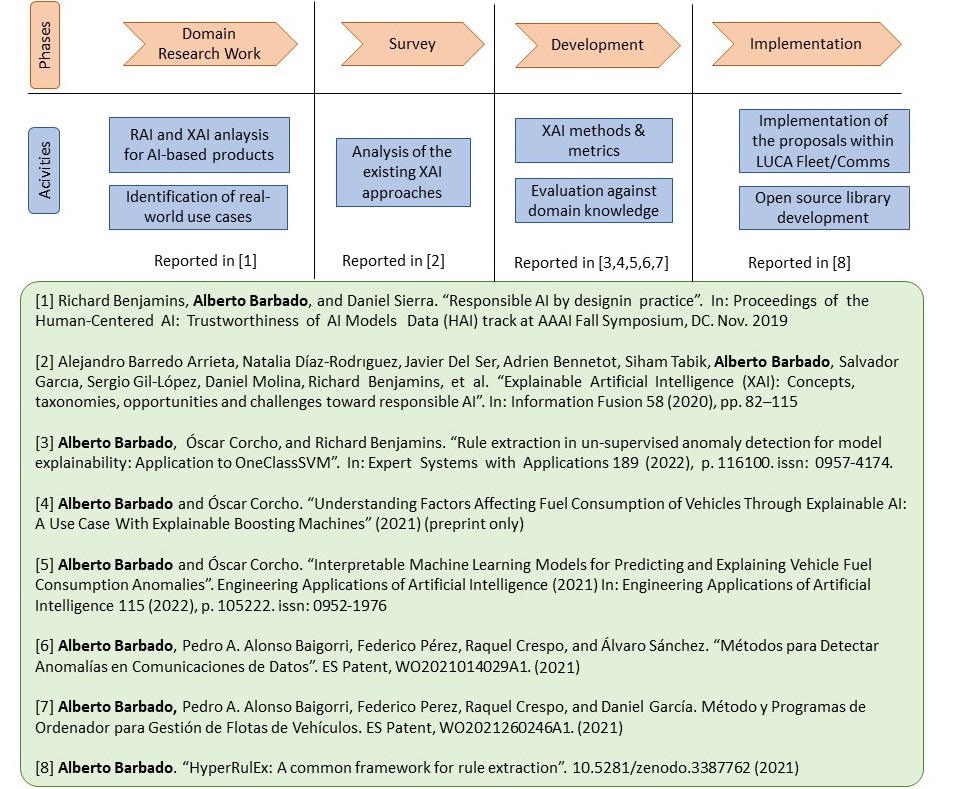 Phases
Domain
Research Work
Survey
Development
Implementation
Acivities
RAI and XAI anlaysis
for AI-based products
Identification of real-
world use cases
Analysis of the
existing XAI
approaches
XAI methods &
metrics
Evaluation against
domain knowledge
Implementation of
the proposals within
LUCA Fleet/Comms
Open source library
development
Reported in [1]
Reported in [2]
Reported in [3,4,5,6,7]
Reported in [8]
[1] Richard Benjamins, Alberto Barbado, and Daniel Sierra. “Responsible AI by designin practice”. In: Proceedings of the
Human-Centered AI: Trustworthiness of AI Models Data (HAI) track at AAAI Fall Symposium, DC. Nov. 2019
[2] Alejandro Barredo Arrieta, Natalia Díaz-Rodrıguez, Javier Del Ser, Adrien Bennetot, Siham Tabik, Alberto Barbado, Salvador
Garcıa, Sergio Gil-López, Daniel Molina, Richard Benjamins, et al. “Explainable Artificial Intelligence (XAI): Concepts,
taxonomies, opportunities and challenges toward responsible AI”. In: Information Fusion 58 (2020), pp. 82–115
[3] Alberto Barbado, Óscar Corcho, and Richard Benjamins. “Rule extraction in un-supervised anomaly detection for model
explainability: Application to OneClassSVM”. In: Expert Systems with Applications 189 (2022), p. 116100. issn: 0957-4174.
[4] Alberto Barbado and Óscar Corcho. “Understanding Factors Affecting Fuel Consumption of Vehicles Through Explainable AI:
A Use Case With Explainable Boosting Machines” (2021) (preprint only)
[5] Alberto Barbado and Óscar Corcho. “Interpretable Machine Learning Models for Predicting and Explaining Vehicle Fuel
Consumption Anomalies”. Engineering Applications of Artificial Intelligence (2021) In: Engineering Applications of Artificial
Intelligence 115 (2022), p. 105222. issn: 0952-1976
[6] Alberto Barbado, Pedro A. Alonso Baigorri, Federico Pérez, Raquel Crespo, and Álvaro Sánchez. “Métodos para Detectar
Anomalías en Comunicaciones de Datos”. ES Patent, WO2021014029A1. (2021)
[7] Alberto Barbado, Pedro A. Alonso Baigorri, Federico Perez, Raquel Crespo, and Daniel García. Método y Programas de
Ordenador para Gestión de Flotas de Vehículos. ES Patent, WO2021260246A1. (2021)
[8] Alberto Barbado. “HyperRulEx: A common framework for rule extraction”. 10.5281/zenodo.3387762 (2021)